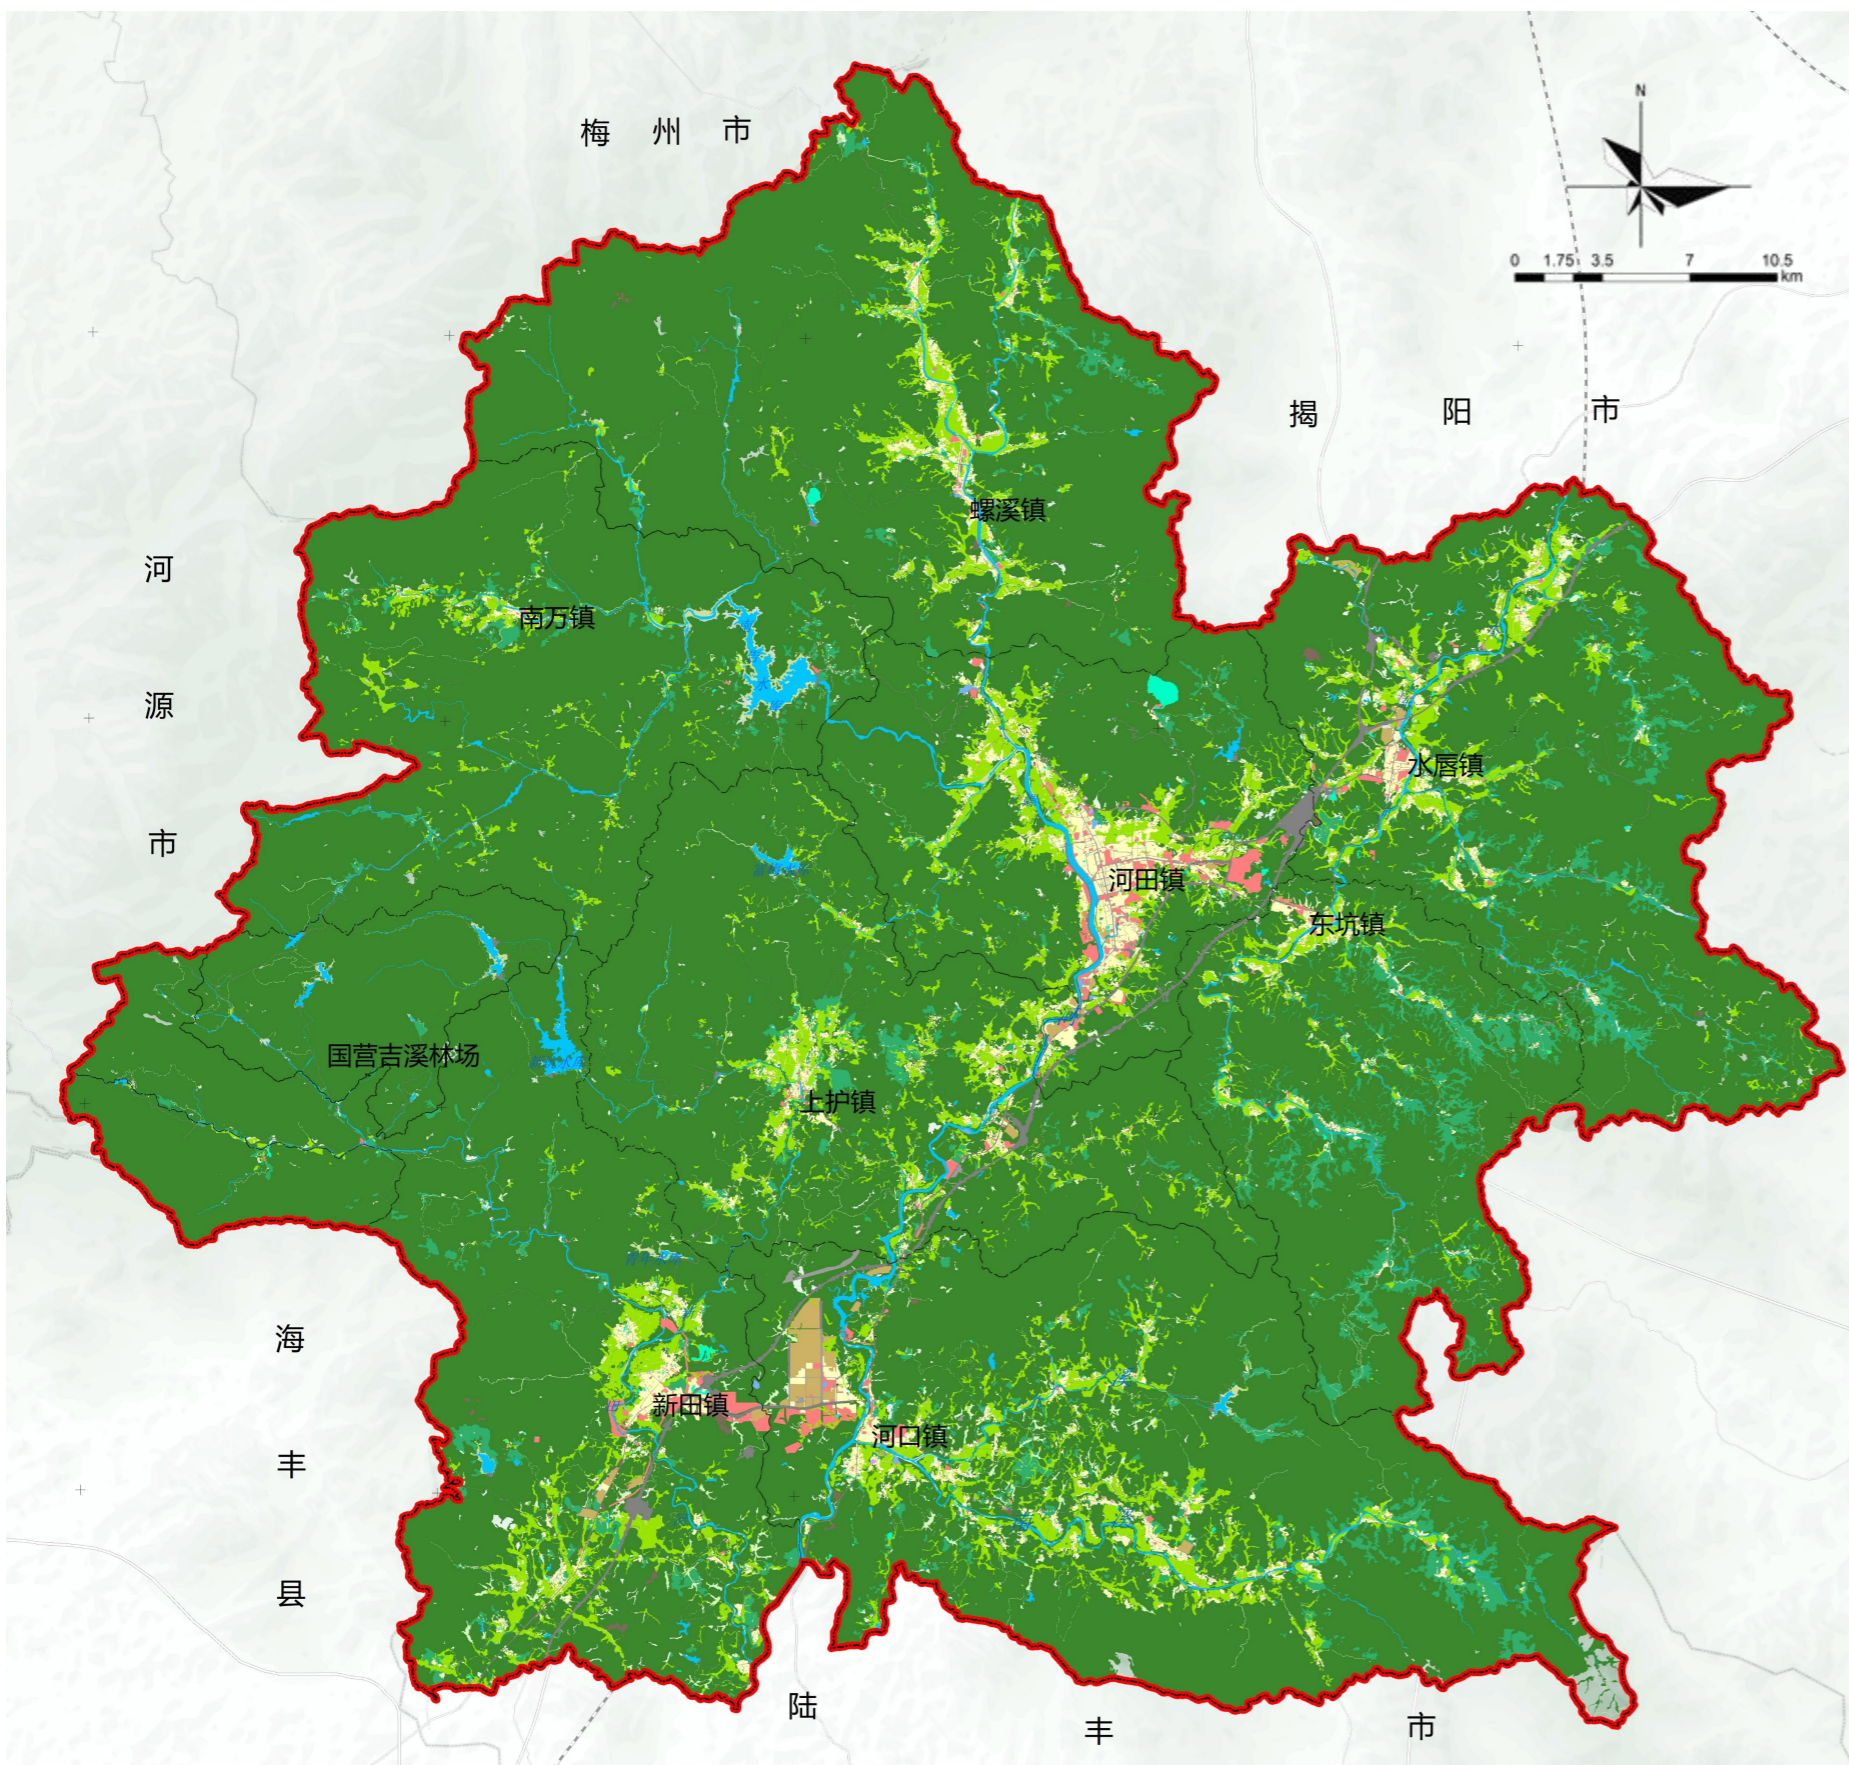 梅 州 市
N
0 1.75 3.5 7 10.5
km
揭 阳 市
螺溪镇
河
源
市
南万镇
水
水唇镇
河田镇
东坑镇
国营吉溪林场
上护镇
海
丰
县
新田镇
河口镇
陆 丰 市